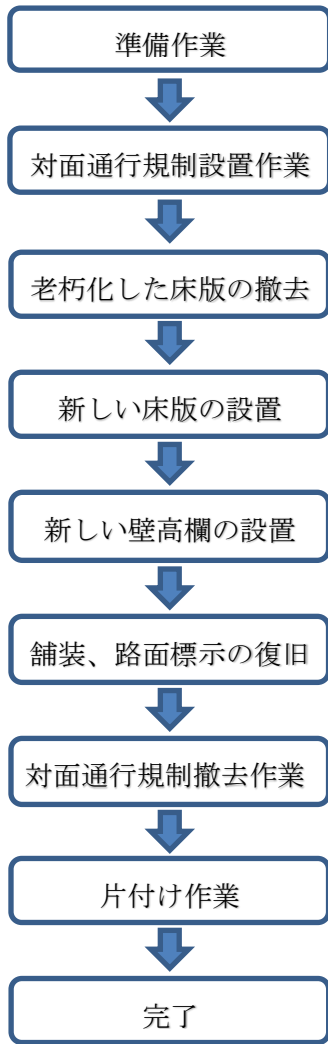 準備作業
対面通行規制設置作業
老朽化した床版の撤去
新しい床版の設置
新しい壁高欄の設置
舗装、路面標示の復旧
対面通行規制撤去作業
片付け作業
完了